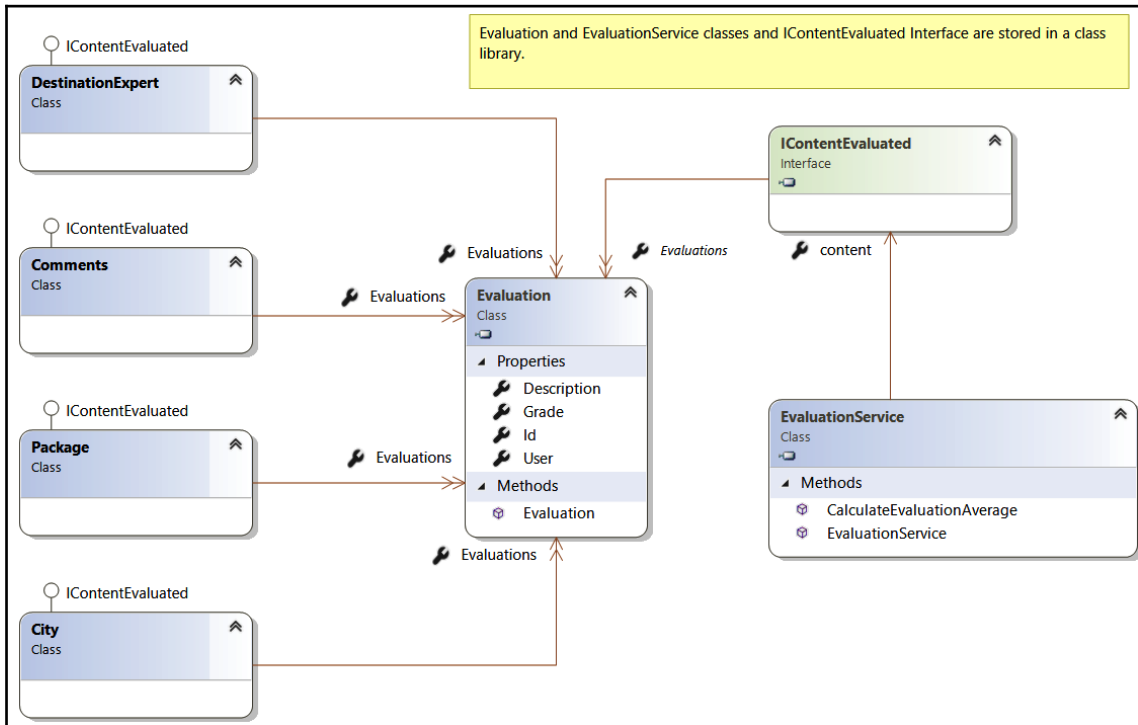 IContentEvaluated
DestinationExpert
Class
Evaluation and EvaluationService classes and IContentEvaluated Interface are stored in a class
library.
IContentEvaluated
Interface
IContentEvaluated
Comments
Class
Evaluations
Evaluations
content
Evaluations
Evaluation
Class
Properties
Description
Grade
Id
User
Methods
Evaluation
IContentEvaluated
Package
Class
Evaluations
EvaluationService
Class
Methods
CalculateEvaluationAverage
EvaluationService
Evaluations
IContentEvaluated
City
Class